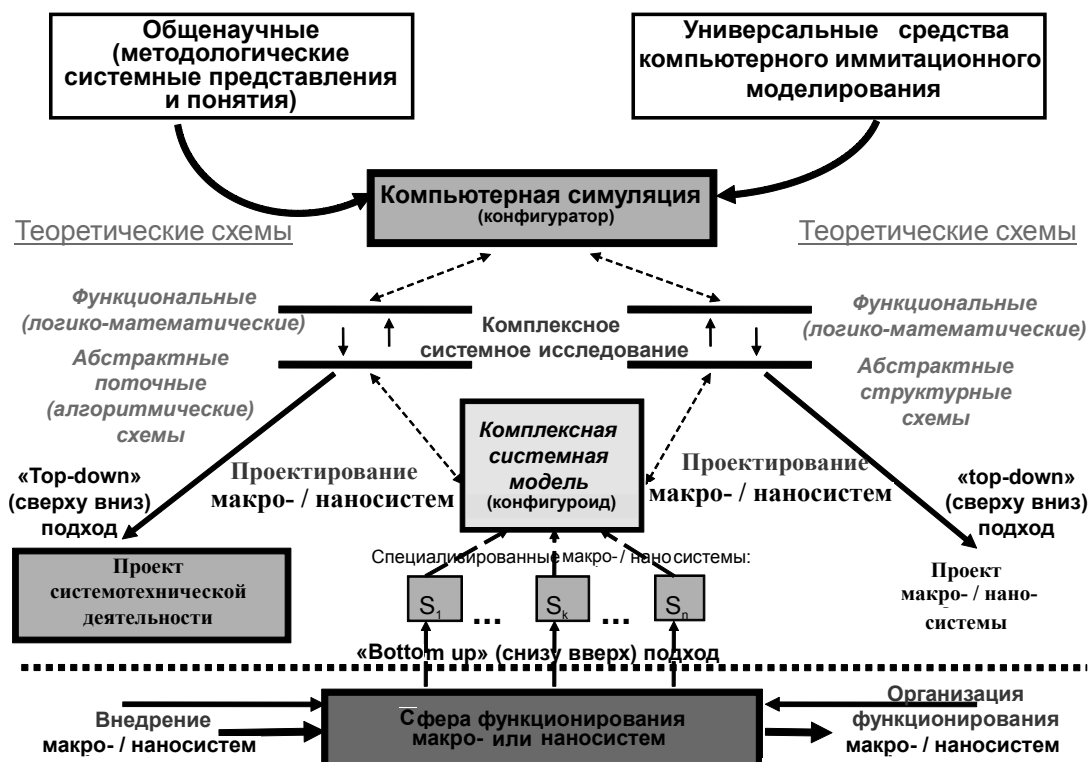 Общенаучные
(методологические
системные представления
и понятия)
Универсальные средства
компьютерного иммитационного
моделирования
Компьютерная симуляция
(конфигуратор)
Теоретические схемы
Теоретические схемы
Функциональные
(логико-математические)
Абстрактные
поточные
(алгоритмические)
схемы
Комплексное
системное исследование
Функциональные
(логико-математические)
Абстрактные
структурные
схемы
«Top-down»
(сверху вниз)
подход
Проектирование
макро- / наносистем
Комплексная
системная
модель
(конфигуроид)
Проектирование
макро- / наносистем
«top-down»
(сверху вниз)
подход
Проект
системотехнической
деятельности
Специализированные макро- / наносистемы:
S1 ... Sk ... Sn
Проект
макро- / нано-
системы
«Bottom up» (снизу вверх) подход
Внедрение
макро- / наносистем
Сфера функционирования
макро- или наносистем
Организация
функционирования
макро- / наносистем